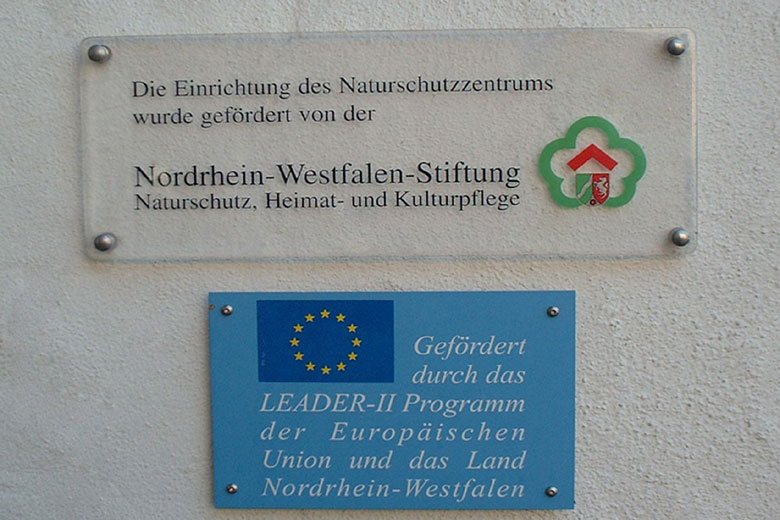 Die Einrichtung des Naturschutzzentrums
wurde gefördert von der
Nordrhein-Westfalen-Stiftung
Naturschutz, Heimat- und Kulturpflege
Gefördert
durch das
LEADER-II Programm
der Europäischen
Union und das Land
Nordrhein-Westfalen